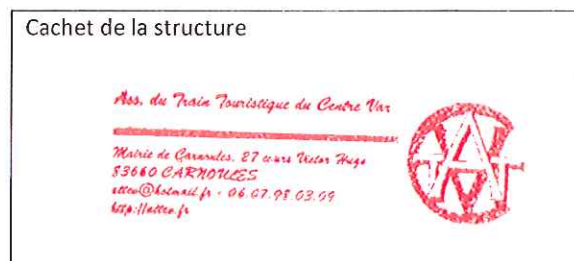 Cachet de la structure
Ass. du Train Touristique du Centre Var
Mairie de Carnoules, 27 cours Victor Hugo
83660 CARNOULES
attcv@hotmail.fr - 06.07.98.03.09
http://attcv.fr